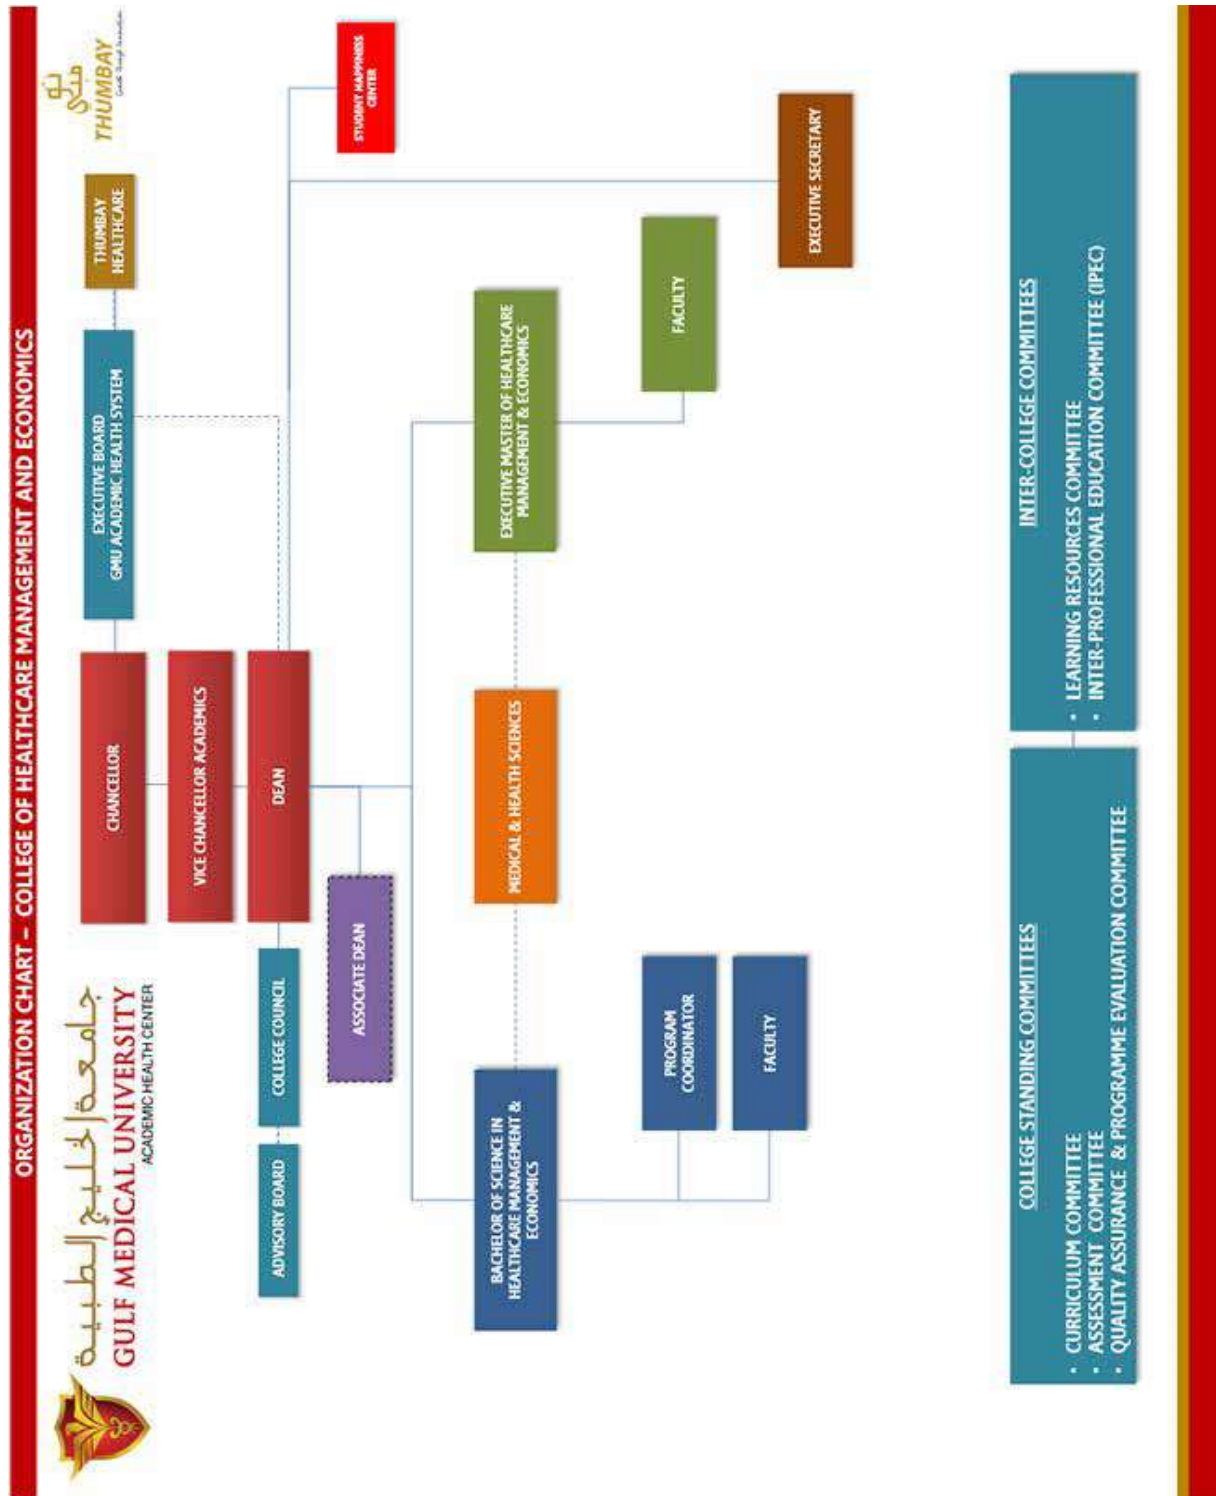 ORGANIZATION CHART – COLLEGE OF HEALTHCARE MANAGEMENT AND ECONOMICS
جامعة الخليج الطبية
GULF MEDICAL UNIVERSITY
ACADEMIC HEALTH CENTER
THUMBAY
CHANCELLOR
EXECUTIVE BOARD
GMU ACADEMIC HEALTH SYSTEM
THUMBAY
HEALTHCARE
VICE CHANCELLOR ACADEMICS
ADVISORY BOARD
COLLEGE COUNCIL
DEAN
ASSOCIATE DEAN
STUDENT HAPPINESS
CENTER
BACHELOR OF SCIENCE IN
HEALTHCARE MANAGEMENT &
ECONOMICS
MEDICAL & HEALTH SCIENCES
EXECUTIVE MASTER OF HEALTHCARE
MANAGEMENT & ECONOMICS
PROGRAM
COORDINATOR
FACULTY
FACULTY
EXECUTIVE SECRETARY
COLLEGE STANDING COMMITTEES
• CURRICULUM COMMITTEE
• ASSESSMENT COMMITTEE
• QUALITY ASSURANCE & PROGRAMME EVALUATION COMMITTEE
INTER-COLLEGE COMMITTEES
• LEARNING RESOURCES COMMITTEE
• INTER-PROFESSIONAL EDUCATION COMMITTEE (IPEC)